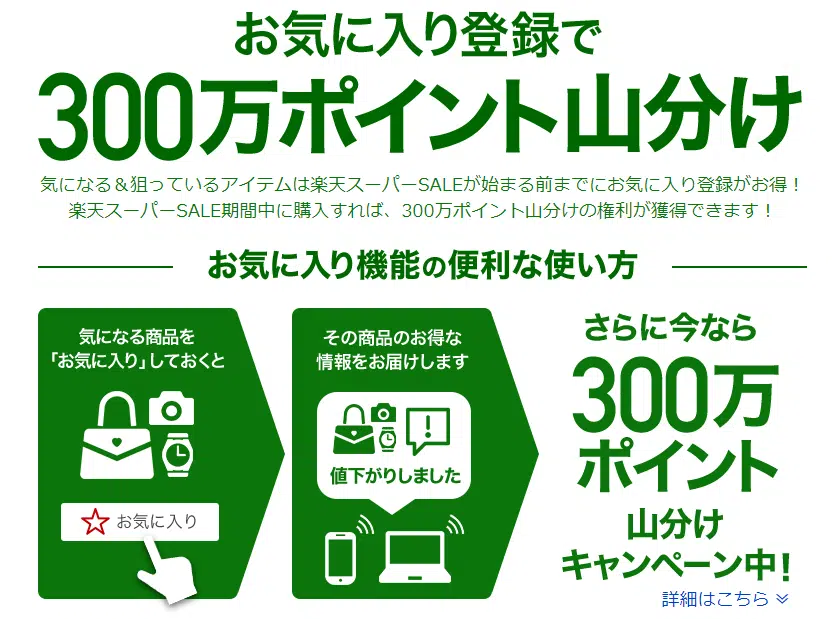 お気に入り登録で
300万ポイント山分け
気になる＆狙っているアイテムは楽天スーパーSALEが始まる前までにお気に入り登録がお得！
楽天スーパーSALE期間中に購入すれば、300万ポイント山分けの権利が獲得できます！
お気に入り機能の便利な使い方
気になる商品を
「お気に入り」しておくと
お気に入り
その商品のお得な
情報をお届けします
値下がりしました
さらに今なら
300万
ポイント
山分け
キャンペーン中！
詳細はこちら